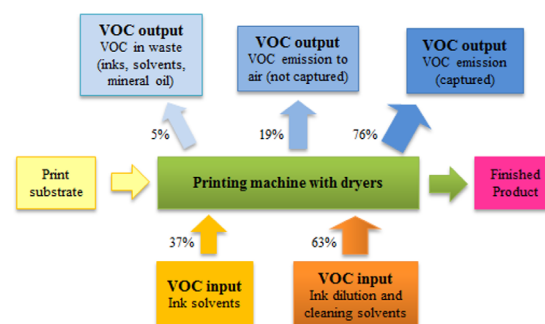 VOC output
VOC in waste
(inks, solvents,
mineral oil)
VOC output
VOC emission to
air (not captured)
VOC output
VOC emission
(captured)
5%
19%
76%
Print
substrate
Printing machine with dryers
Finished
Product
37%
63%
VOC input
Ink solvents
VOC input
Ink dilution and
cleaning solvents